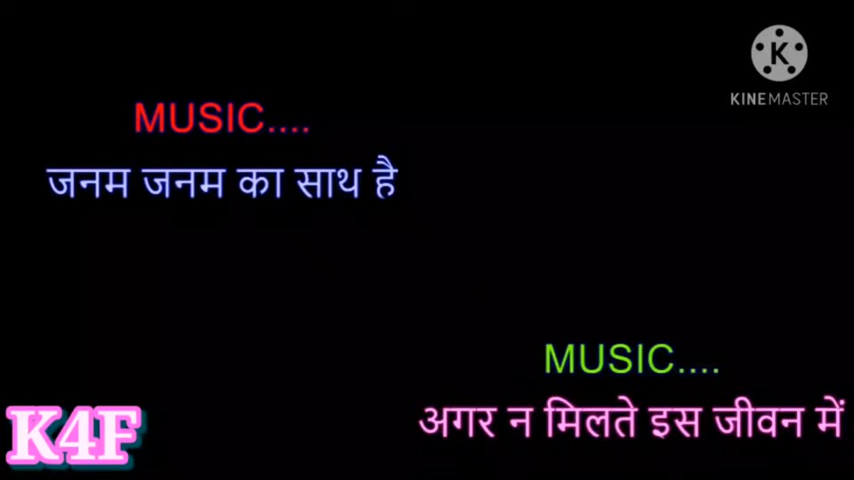 KINEMASTER
MUSIC....
जनम जनम का साथ है
MUSIC....
अगर न मिलते इस जीवन में
K4F